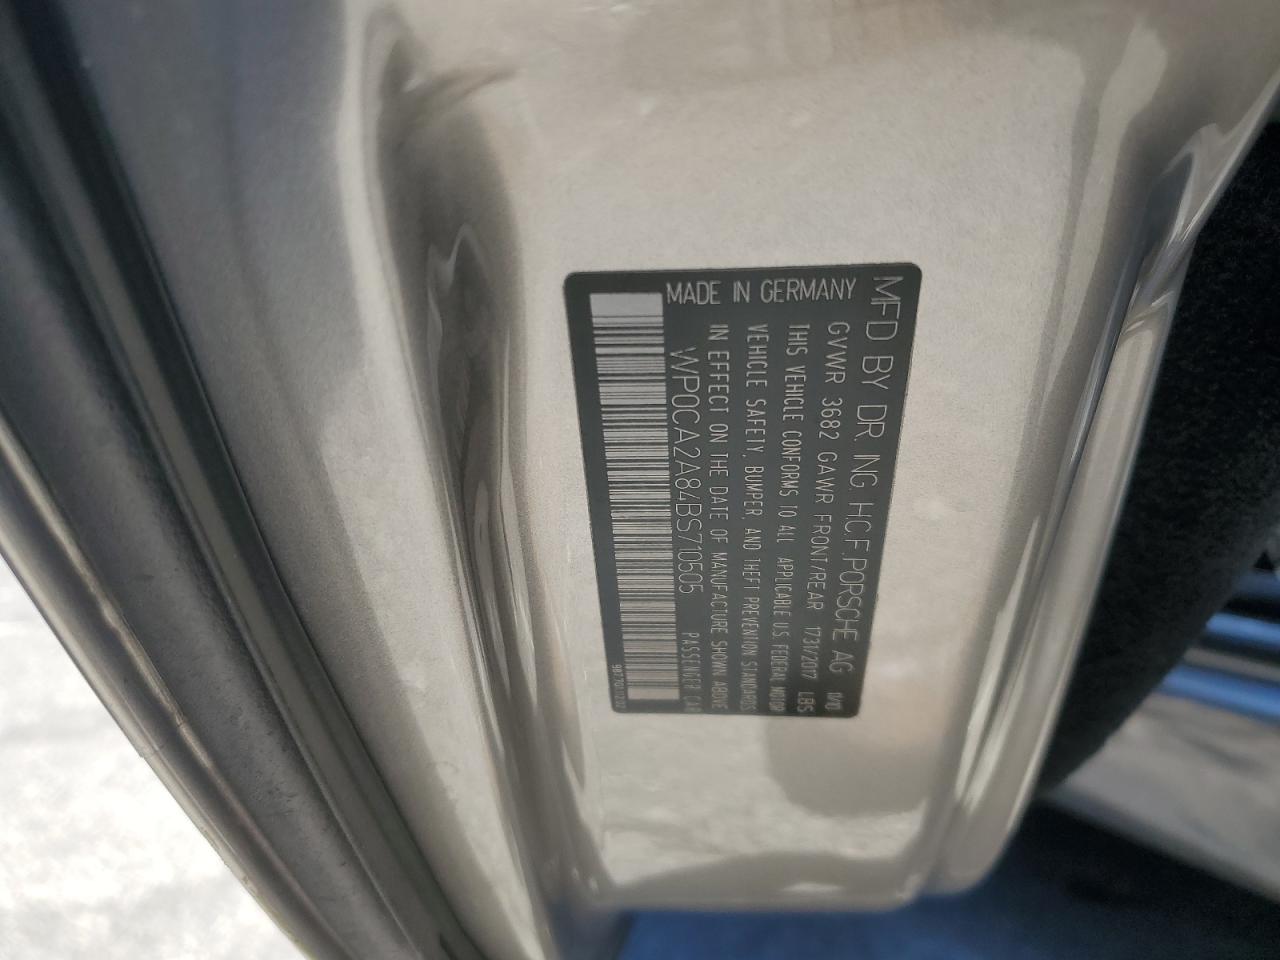 MFD BY DR. ING. H.C.F. PORSCHE AG
GVWR 3682 GAWR FRONT/REAR 1731/2017 LBS
THIS VEHICLE CONFORMS TO ALL APPLICABLE U.S. FEDERAL MOTOR
VEHICLE SAFETY, BUMPER, AND THEFT PREVENTION STANDARDS
IN EFFECT ON THE DATE OF MANUFACTURE SHOWN ABOVE
MADE IN GERMANY
WP0CA2A84BS710505 PASSENGER CAR